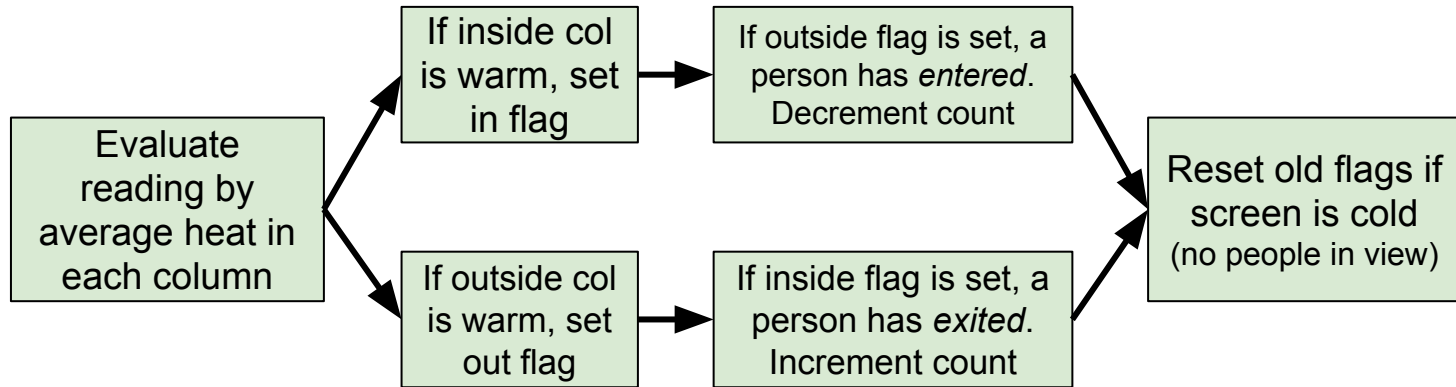 Evaluate
reading by
average heat in
each column
If inside col
is warm, set
in flag
If outside flag is set, a
person has entered.
Decrement count
If outside col
is warm, set
out flag
If inside flag is set, a
person has exited.
Increment count
Reset old flags if
screen is cold
(no people in view)